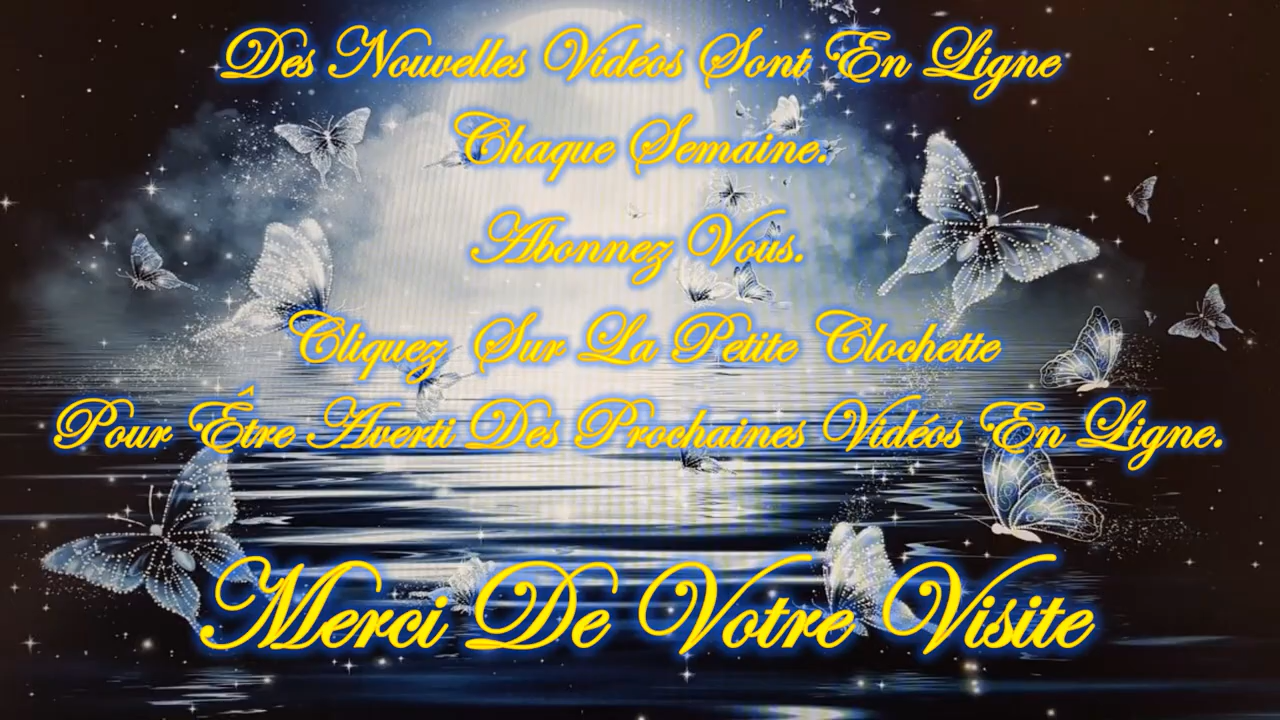 Des Nouvelles Vidéos Sont En Ligne
Chaque Semaine.
Abonnez Vous.
Cliquez Sur La Petite Clochette
Pour Être Averti Des Prochaines Vidéos En Ligne.
Merci De Votre Visite